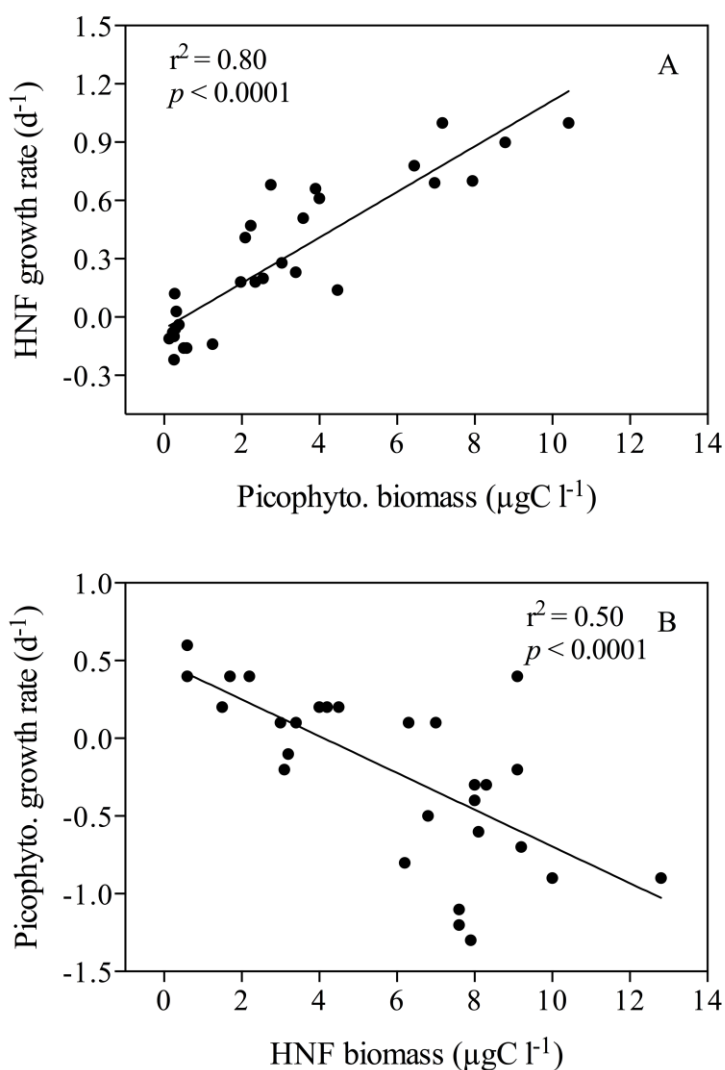 1.5
r² = 0.80
A
p < 0.0001
1.2
0.9
0.6
0.3
0.0
-0.3
HNF growth rate (d⁻¹)
0 2 4 6 8 10 12 14
Picophyto. biomass (µgC l⁻¹)
1.0
r² = 0.50
B
p < 0.0001
0.5
0.0
-0.5
-1.0
-1.5
Picophyto. growth rate (d⁻¹)
0 2 4 6 8 10 12 14
HNF biomass (µgC l⁻¹)